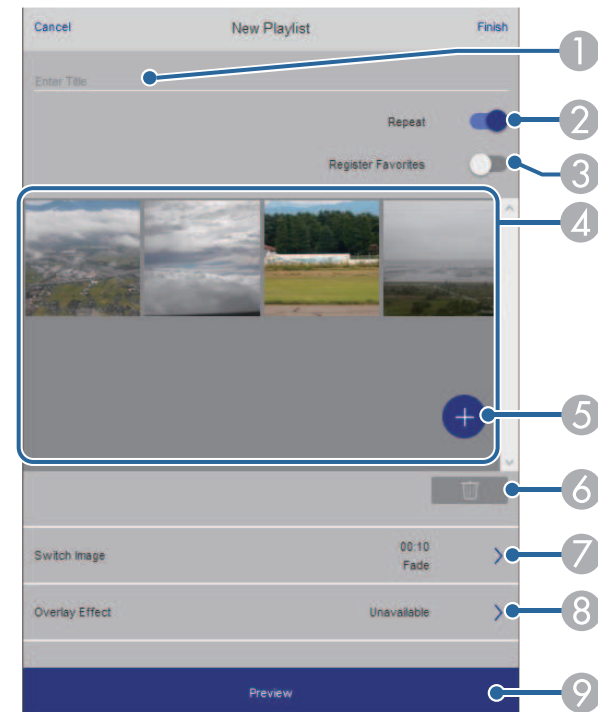 Cancel New Playlist Finish
1
Enter Title
Repeat
2
Register Favorites
3
4
+
5
6
Switch Image
00:10
Fade
7
Overlay Effect Unavailable
8
Preview
9